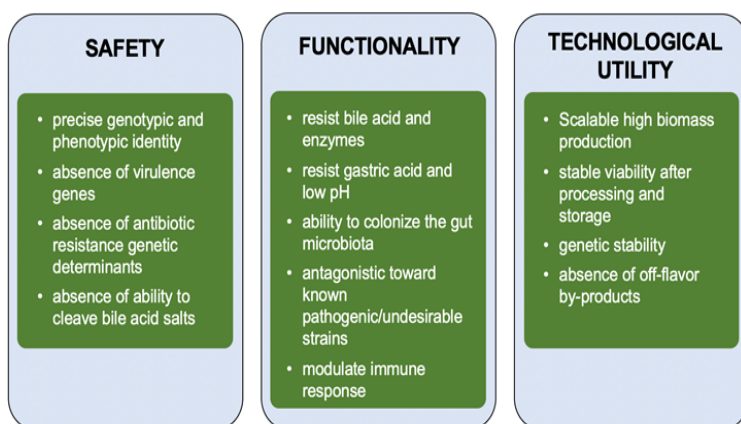 SAFETY
• precise genotypic and
phenotypic identity
• absence of virulence
genes
• absence of antibiotic
resistance genetic
determinants
• absence of ability to
cleave bile acid salts
FUNCTIONALITY
• resist bile acid and
enzymes
• resist gastric acid and
low pH
• ability to colonize the gut
microbiota
• antagonistic toward
known
pathogenic/undesirable
strains
• modulate immune
response
TECHNOLOGICAL
UTILITY
• Scalable high biomass
production
• stable viability after
processing and
storage
• genetic stability
• absence of off-flavor
by-products